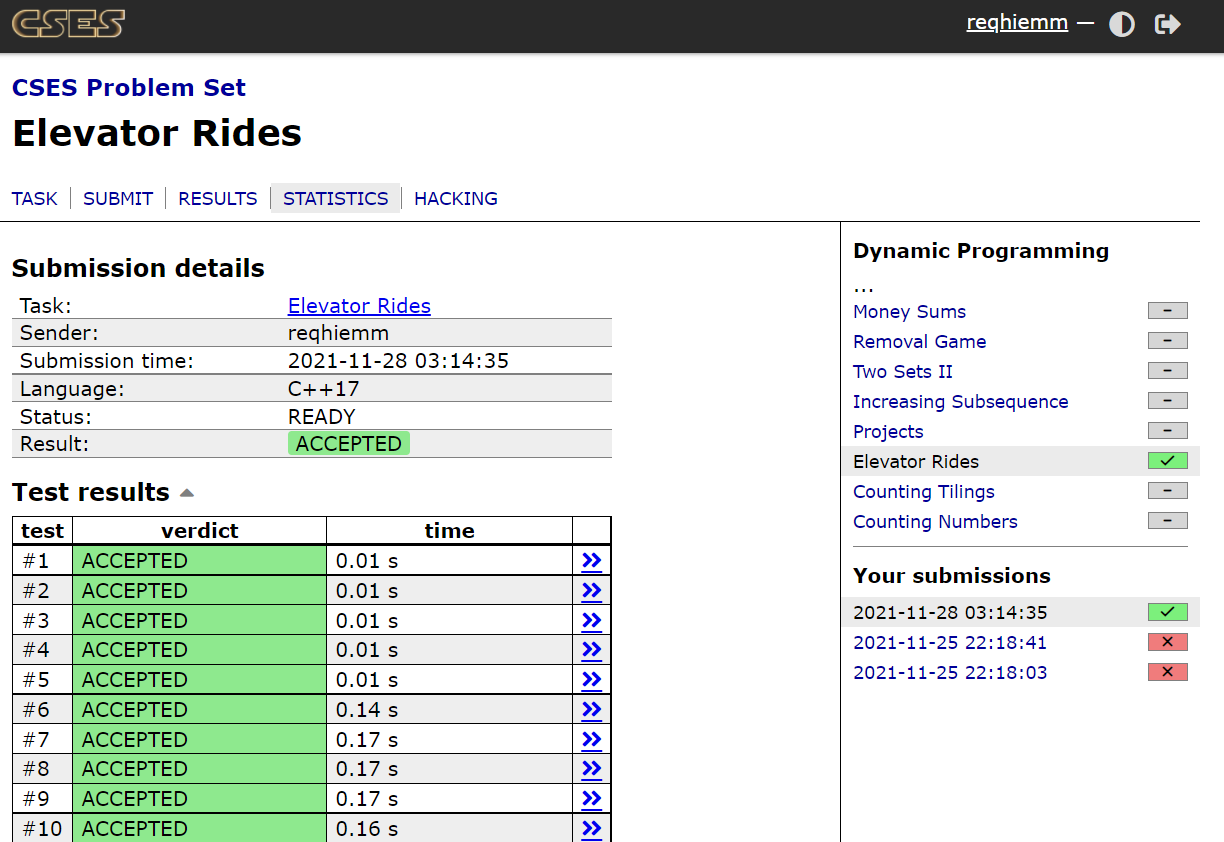 CSES
reqhiemm —
CSES Problem Set
Elevator Rides
TASK SUBMIT RESULTS STATISTICS HACKING
Submission details
Task: Elevator Rides
Sender: reqhiemm
Submission time: 2021-11-28 03:14:35
Language: C++17
Status: READY
Result: ACCEPTED
Test results
test verdict time
#1 ACCEPTED 0.01 s »
#2 ACCEPTED 0.01 s »
#3 ACCEPTED 0.01 s »
#4 ACCEPTED 0.01 s »
#5 ACCEPTED 0.01 s »
#6 ACCEPTED 0.14 s »
#7 ACCEPTED 0.17 s »
#8 ACCEPTED 0.17 s »
#9 ACCEPTED 0.17 s »
#10 ACCEPTED 0.16 s »
Dynamic Programming
...
Money Sums –
Removal Game –
Two Sets II –
Increasing Subsequence –
Projects –
Elevator Rides ✓
Counting Tilings –
Counting Numbers –
Your submissions
2021-11-28 03:14:35 ✓
2021-11-25 22:18:41 ×
2021-11-25 22:18:03 ×